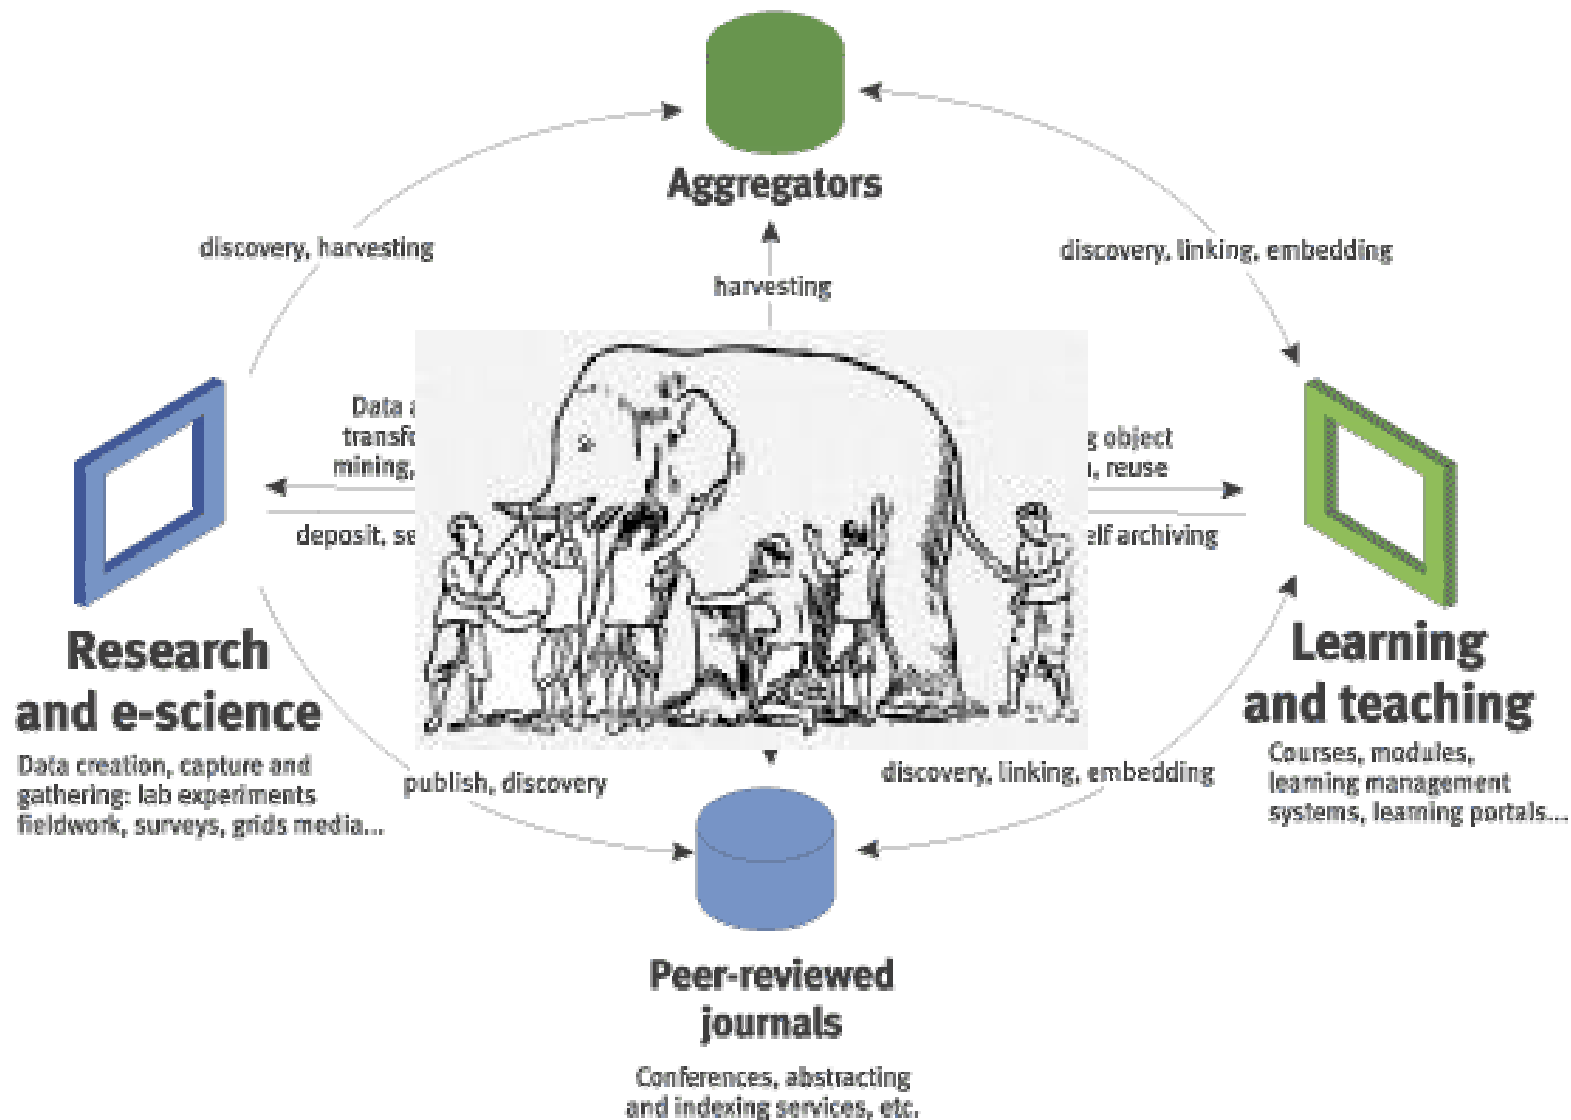 Aggregators
discovery, harvesting
discovery, linking, embedding
harvesting
Data
transfo
mining,
g object
, reuse
deposit, se
elf archiving
Research
and e-science
Data creation, capture and
gathering: lab experiments
fieldwork, surveys, grids media...
Learning
and teaching
Courses, modules,
learning management
systems, learning portals...
publish, discovery
discovery, linking, embedding
Peer-reviewed
journals
Conferences, abstracting
and indexing services, etc.